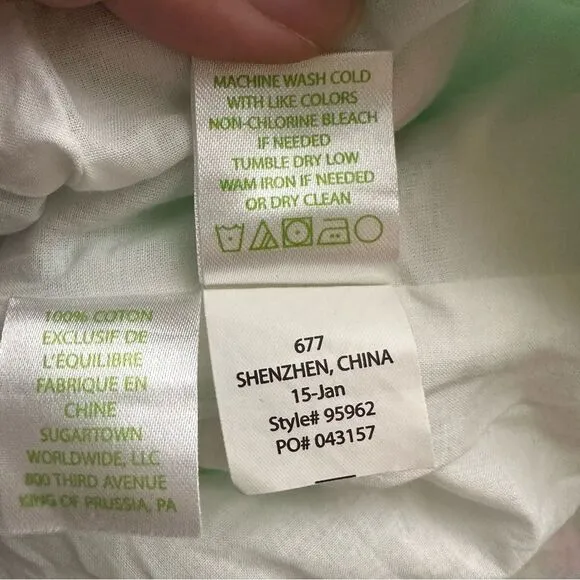 MACHINE WASH COLD
WITH LIKE COLORS
NON-CHLORINE BLEACH
IF NEEDED
TUMBLE DRY LOW
WAM IRON IF NEEDED
OR DRY CLEAN
100% COTON
EXCLUSIF DE
L'ÉQUILIBRE
FABRIQUE EN
CHINE
SUGARTOWN
WORLDWIDE, LLC
800 THIRD AVENUE
KING OF PRUSSIA, PA
677
SHENZHEN, CHINA
15-Jan
Style# 95962
PO# 043157